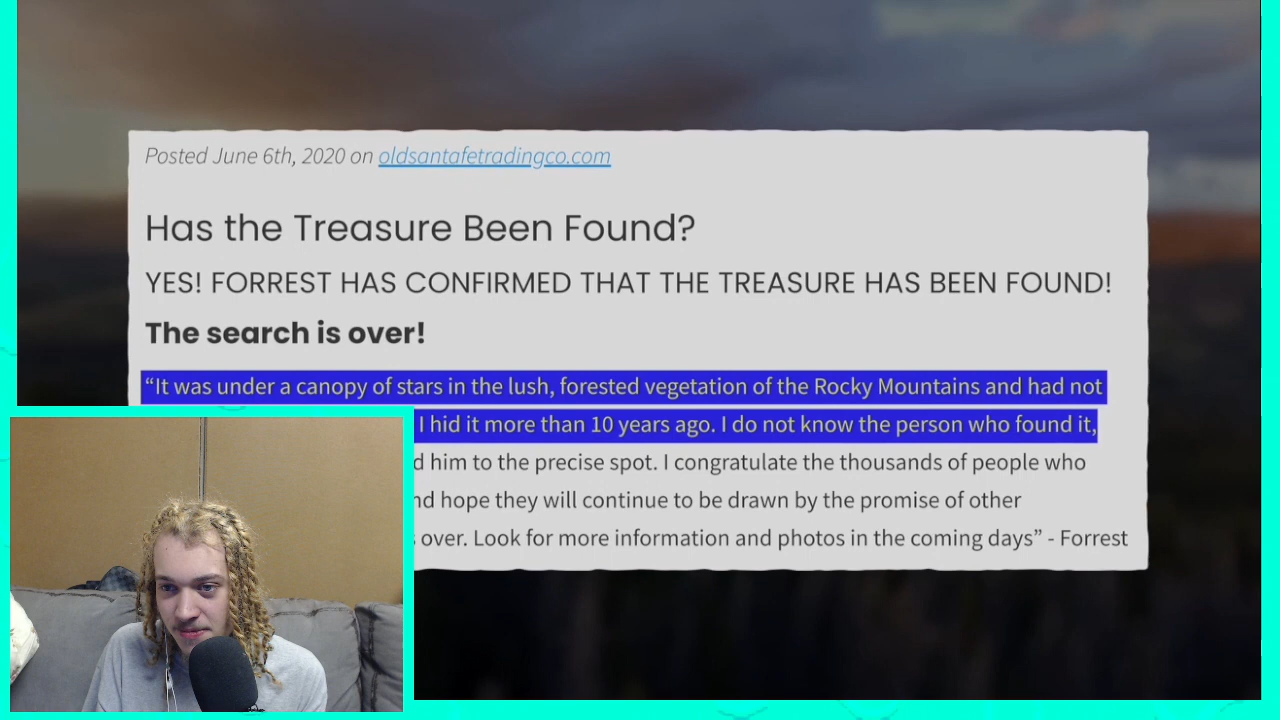 Posted June 6th, 2020 on oldsantafetradingco.com
Has the Treasure Been Found?
YES! FORREST HAS CONFIRMED THAT THE TREASURE HAS BEEN FOUND!
The search is over!
“It was under a canopy of stars in the lush, forested vegetation of the Rocky Mountains and had not
I hid it more than 10 years ago. I do not know the person who found it,
him to the precise spot. I congratulate the thousands of people who
hope they will continue to be drawn by the promise of other
over. Look for more information and photos in the coming days” - Forrest